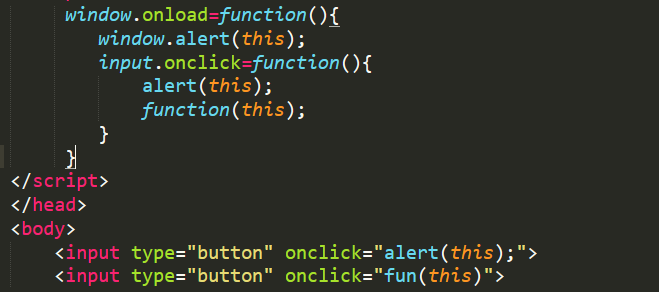 window.onload=function(){
window.alert(this);
input.onclick=function(){
alert(this);
function(this);
}
}
</script>
</head>
<body>
<input type="button" onclick="alert(this);">
<input type="button" onclick="fun(this)">